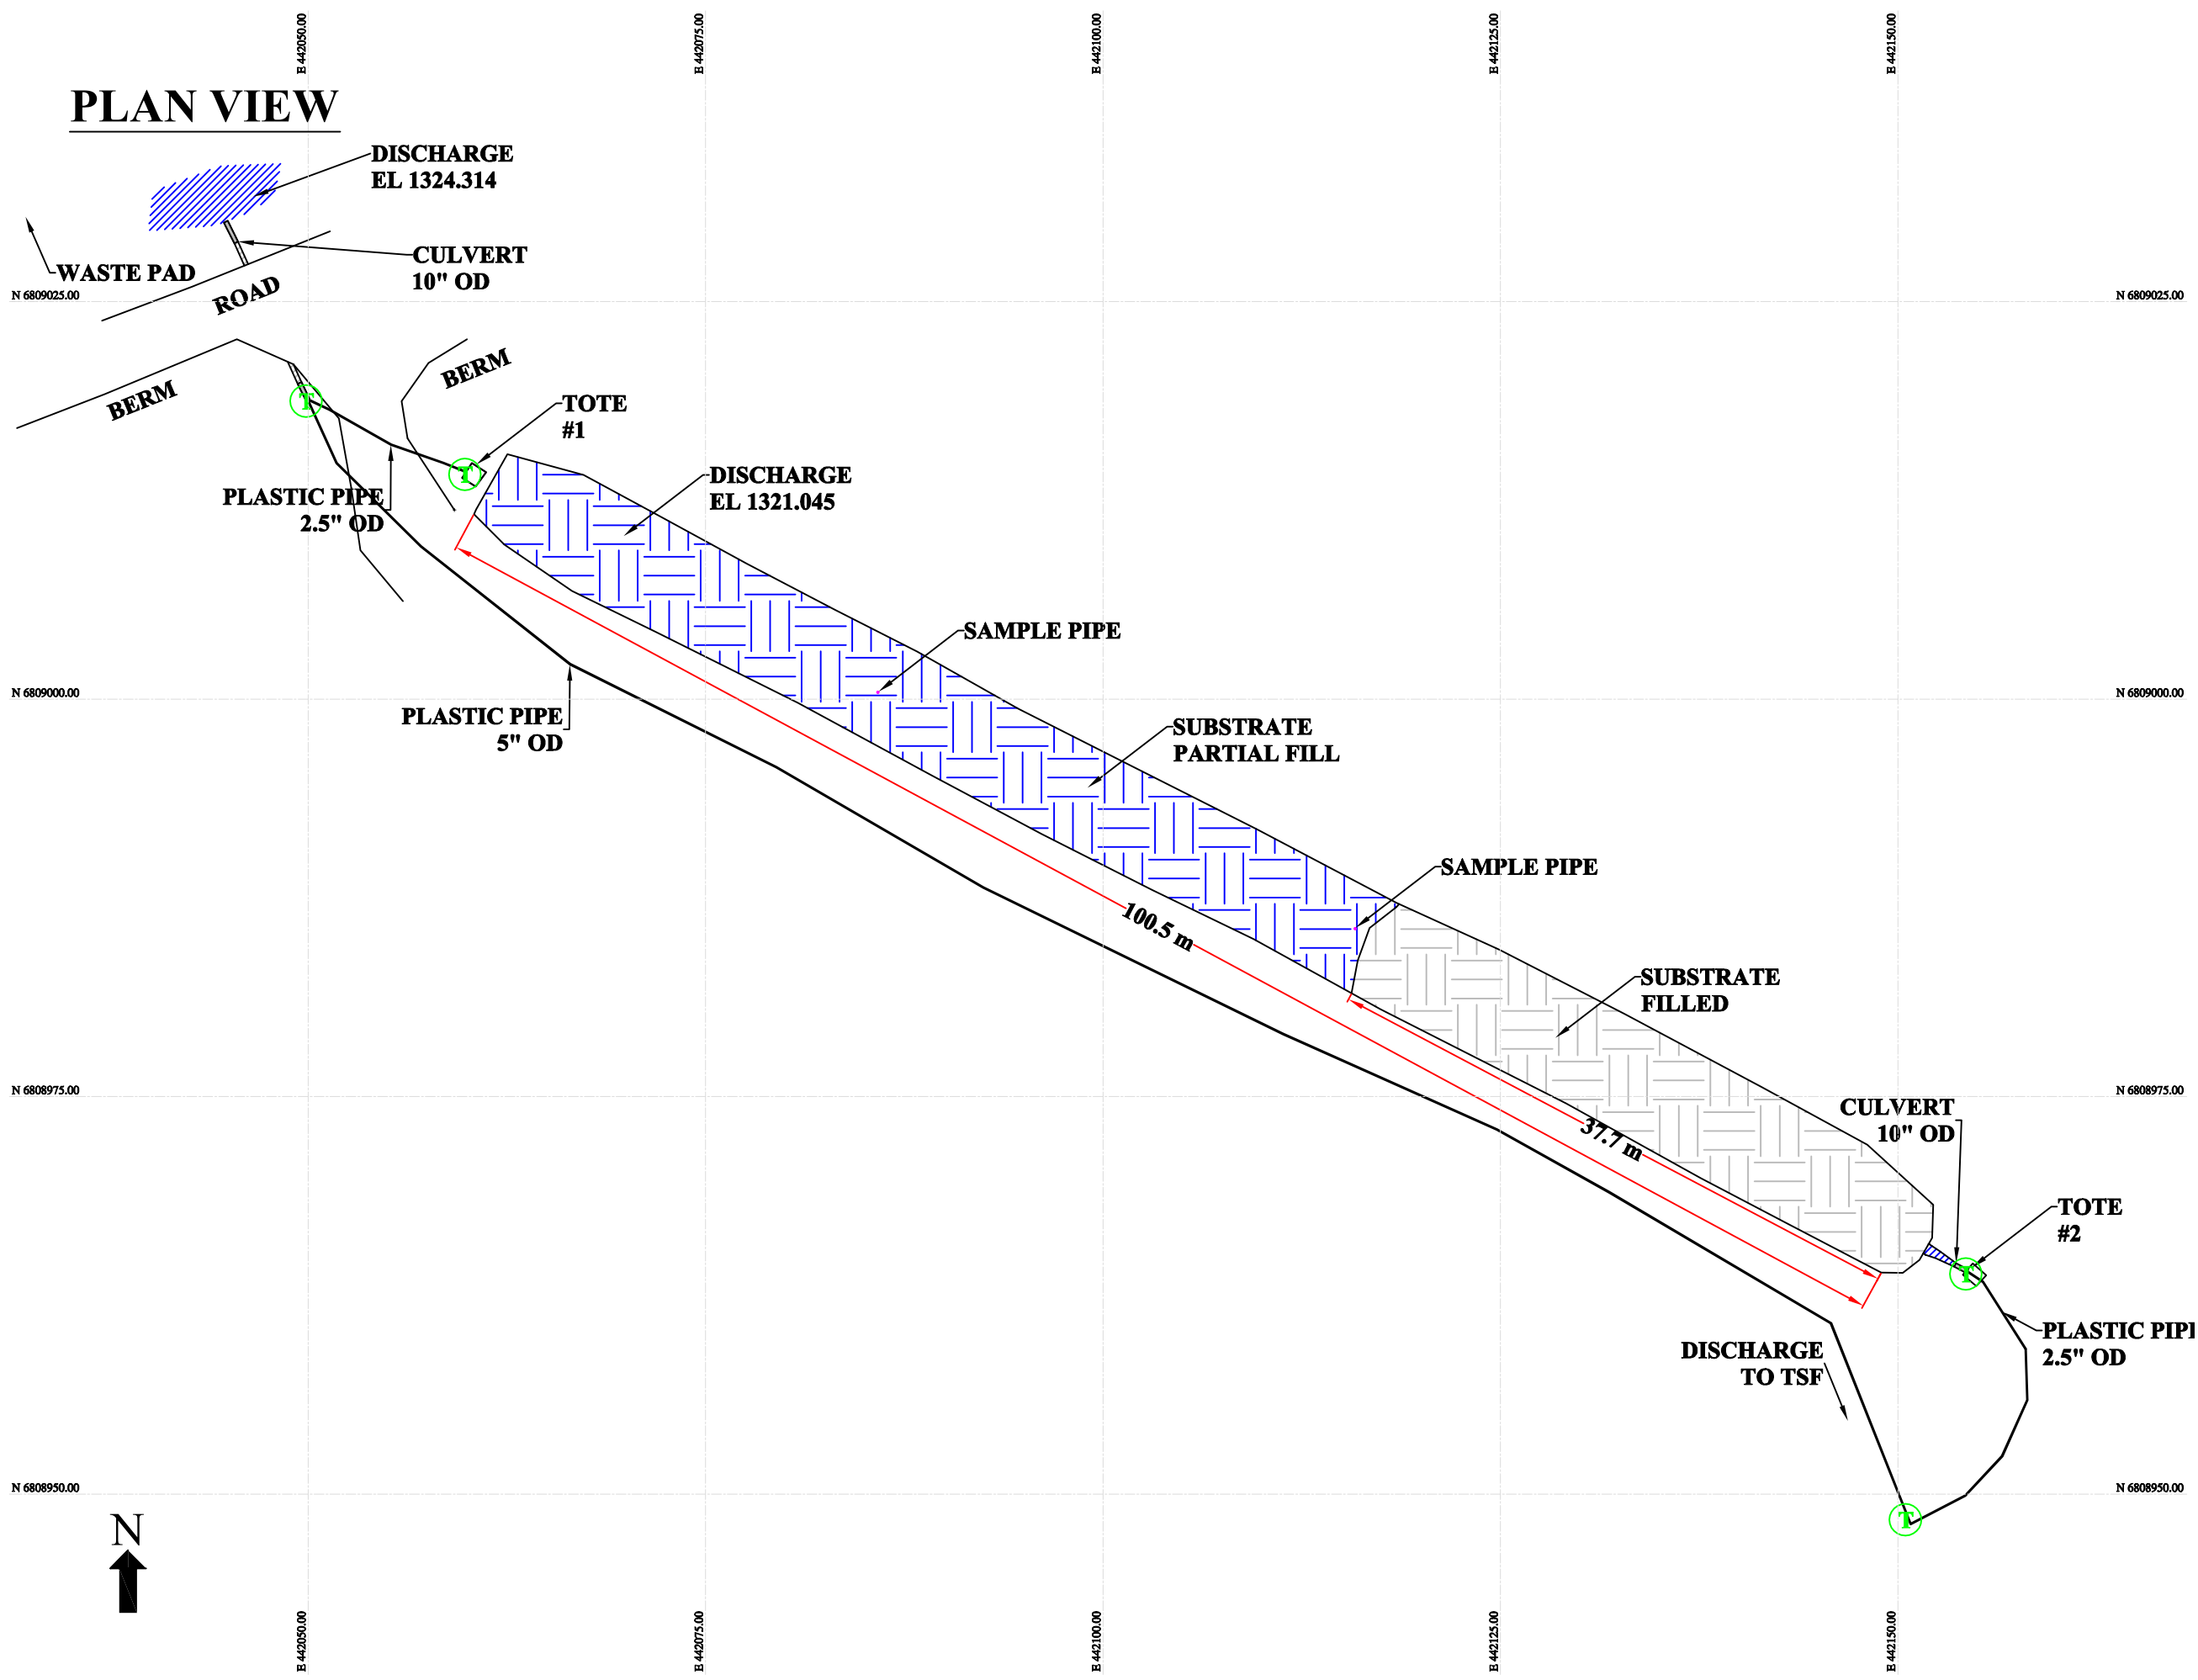 E 442050.00
E 442075.00
E 442100.00
E 442125.00
E 442150.00
PLAN VIEW
DISCHARGE
EL 1324.314
CULVERT
10" OD
WASTE PAD
ROAD
N 6809025.00
N 6809025.00
BERM
BERM
T
TOTE
#1
T
DISCHARGE
EL 1321.045
PLASTIC PIPE
2.5" OD
SAMPLE PIPE
N 6809000.00
N 6809000.00
PLASTIC PIPE
5" OD
SUBSTRATE
PARTIAL FILL
SAMPLE PIPE
100.5 m
SUBSTRATE
FILLED
N 6808975.00
N 6808975.00
CULVERT
10" OD
37.7 m
TOTE
#2
T
PLASTIC PIPE
2.5" OD
DISCHARGE
TO TSF
N 6808950.00
N 6808950.00
T
N
E 442050.00
E 442075.00
E 442100.00
E 442125.00
E 442150.00